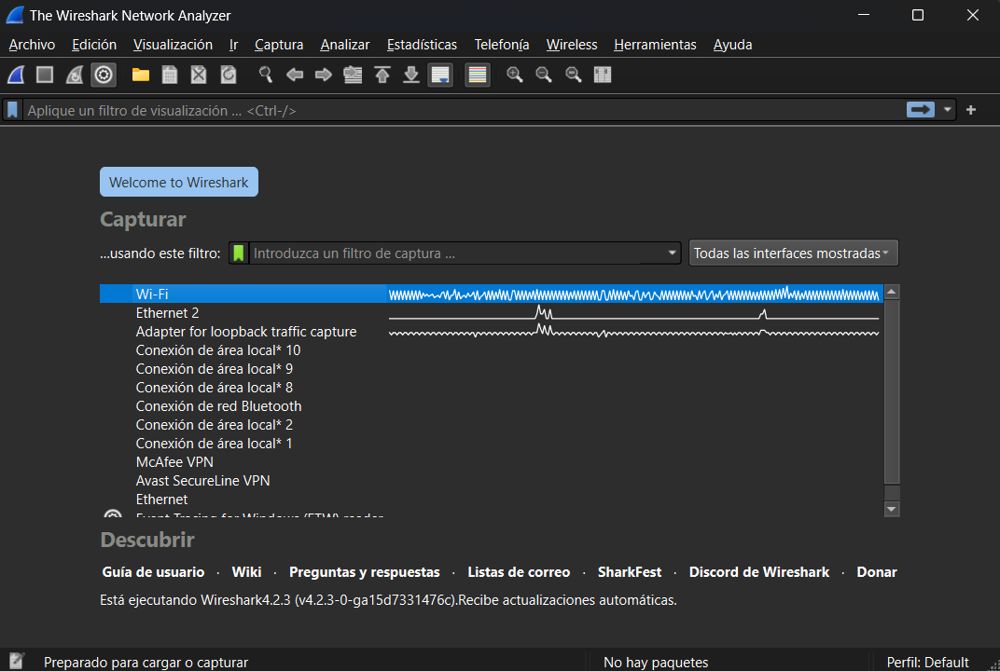 The Wireshark Network Analyzer
Archivo Edición Visualización Ir Captura Analizar Estadísticas Telefonía Wireless Herramientas Ayuda
Aplique un filtro de visualización ... <Ctrl-/>
Welcome to Wireshark
Capturar
...usando este filtro: Introduzca un filtro de captura ... Todas las interfaces mostradas
Wi-Fi
Ethernet 2
Adapter for loopback traffic capture
Conexión de área local* 10
Conexión de área local* 9
Conexión de área local* 8
Conexión de red Bluetooth
Conexión de área local* 2
Conexión de área local* 1
McAfee VPN
Avast SecureLine VPN
Ethernet
Event Tracing for Windows (ETW) reader
Descubrir
Guía de usuario · Wiki · Preguntas y respuestas · Listas de correo · SharkFest · Discord de Wireshark · Donar
Está ejecutando Wireshark4.2.3 (v4.2.3-0-ga15d7331476c).Recibe actualizaciones automáticas.
Preparado para cargar o capturar No hay paquetes Perfil: Default